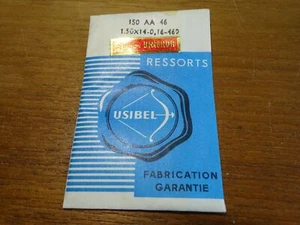 150 AA 46
1.50X14-0,16-460
RESSORTS
USIBEL
FABRICATION
GARANTIE